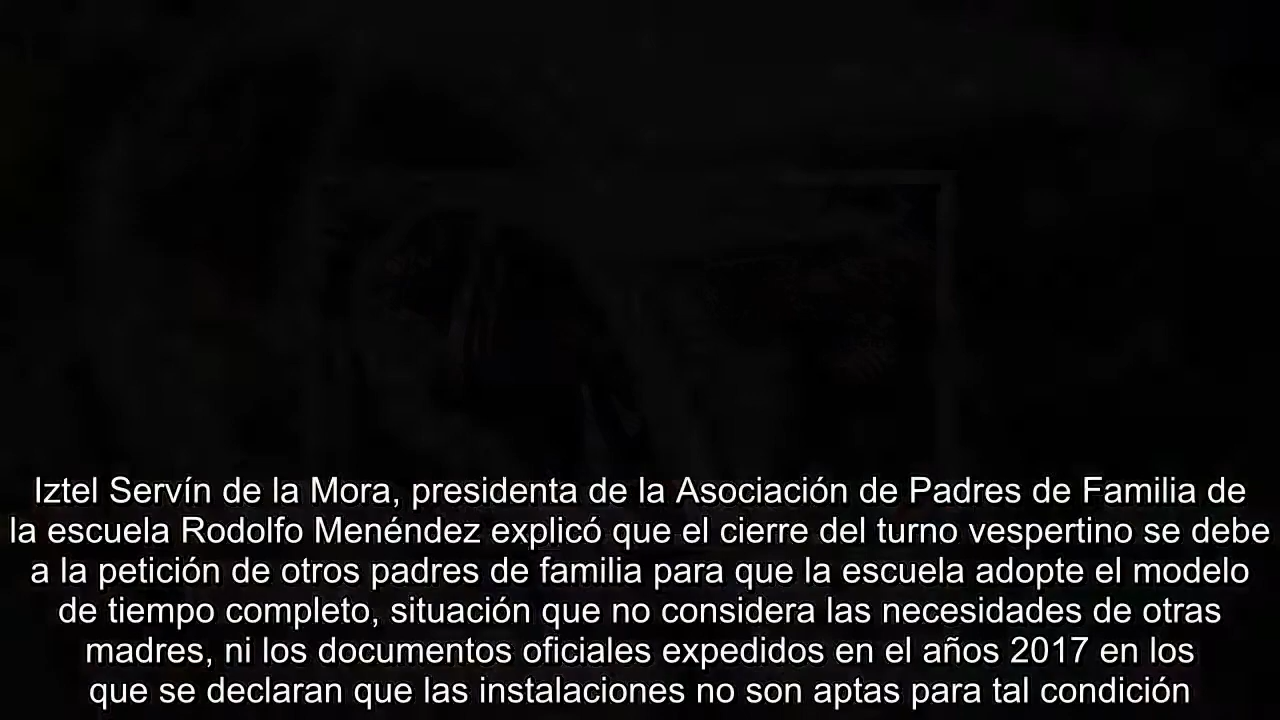 Iztel Servín de la Mora, presidenta de la Asociación de Padres de Familia de
la escuela Rodolfo Menéndez explicó que el cierre del turno vespertino se debe
a la petición de otros padres de familia para que la escuela adopte el modelo
de tiempo completo, situación que no considera las necesidades de otras
madres, ni los documentos oficiales expedidos en el años 2017 en los
que se declaran que las instalaciones no son aptas para tal condición